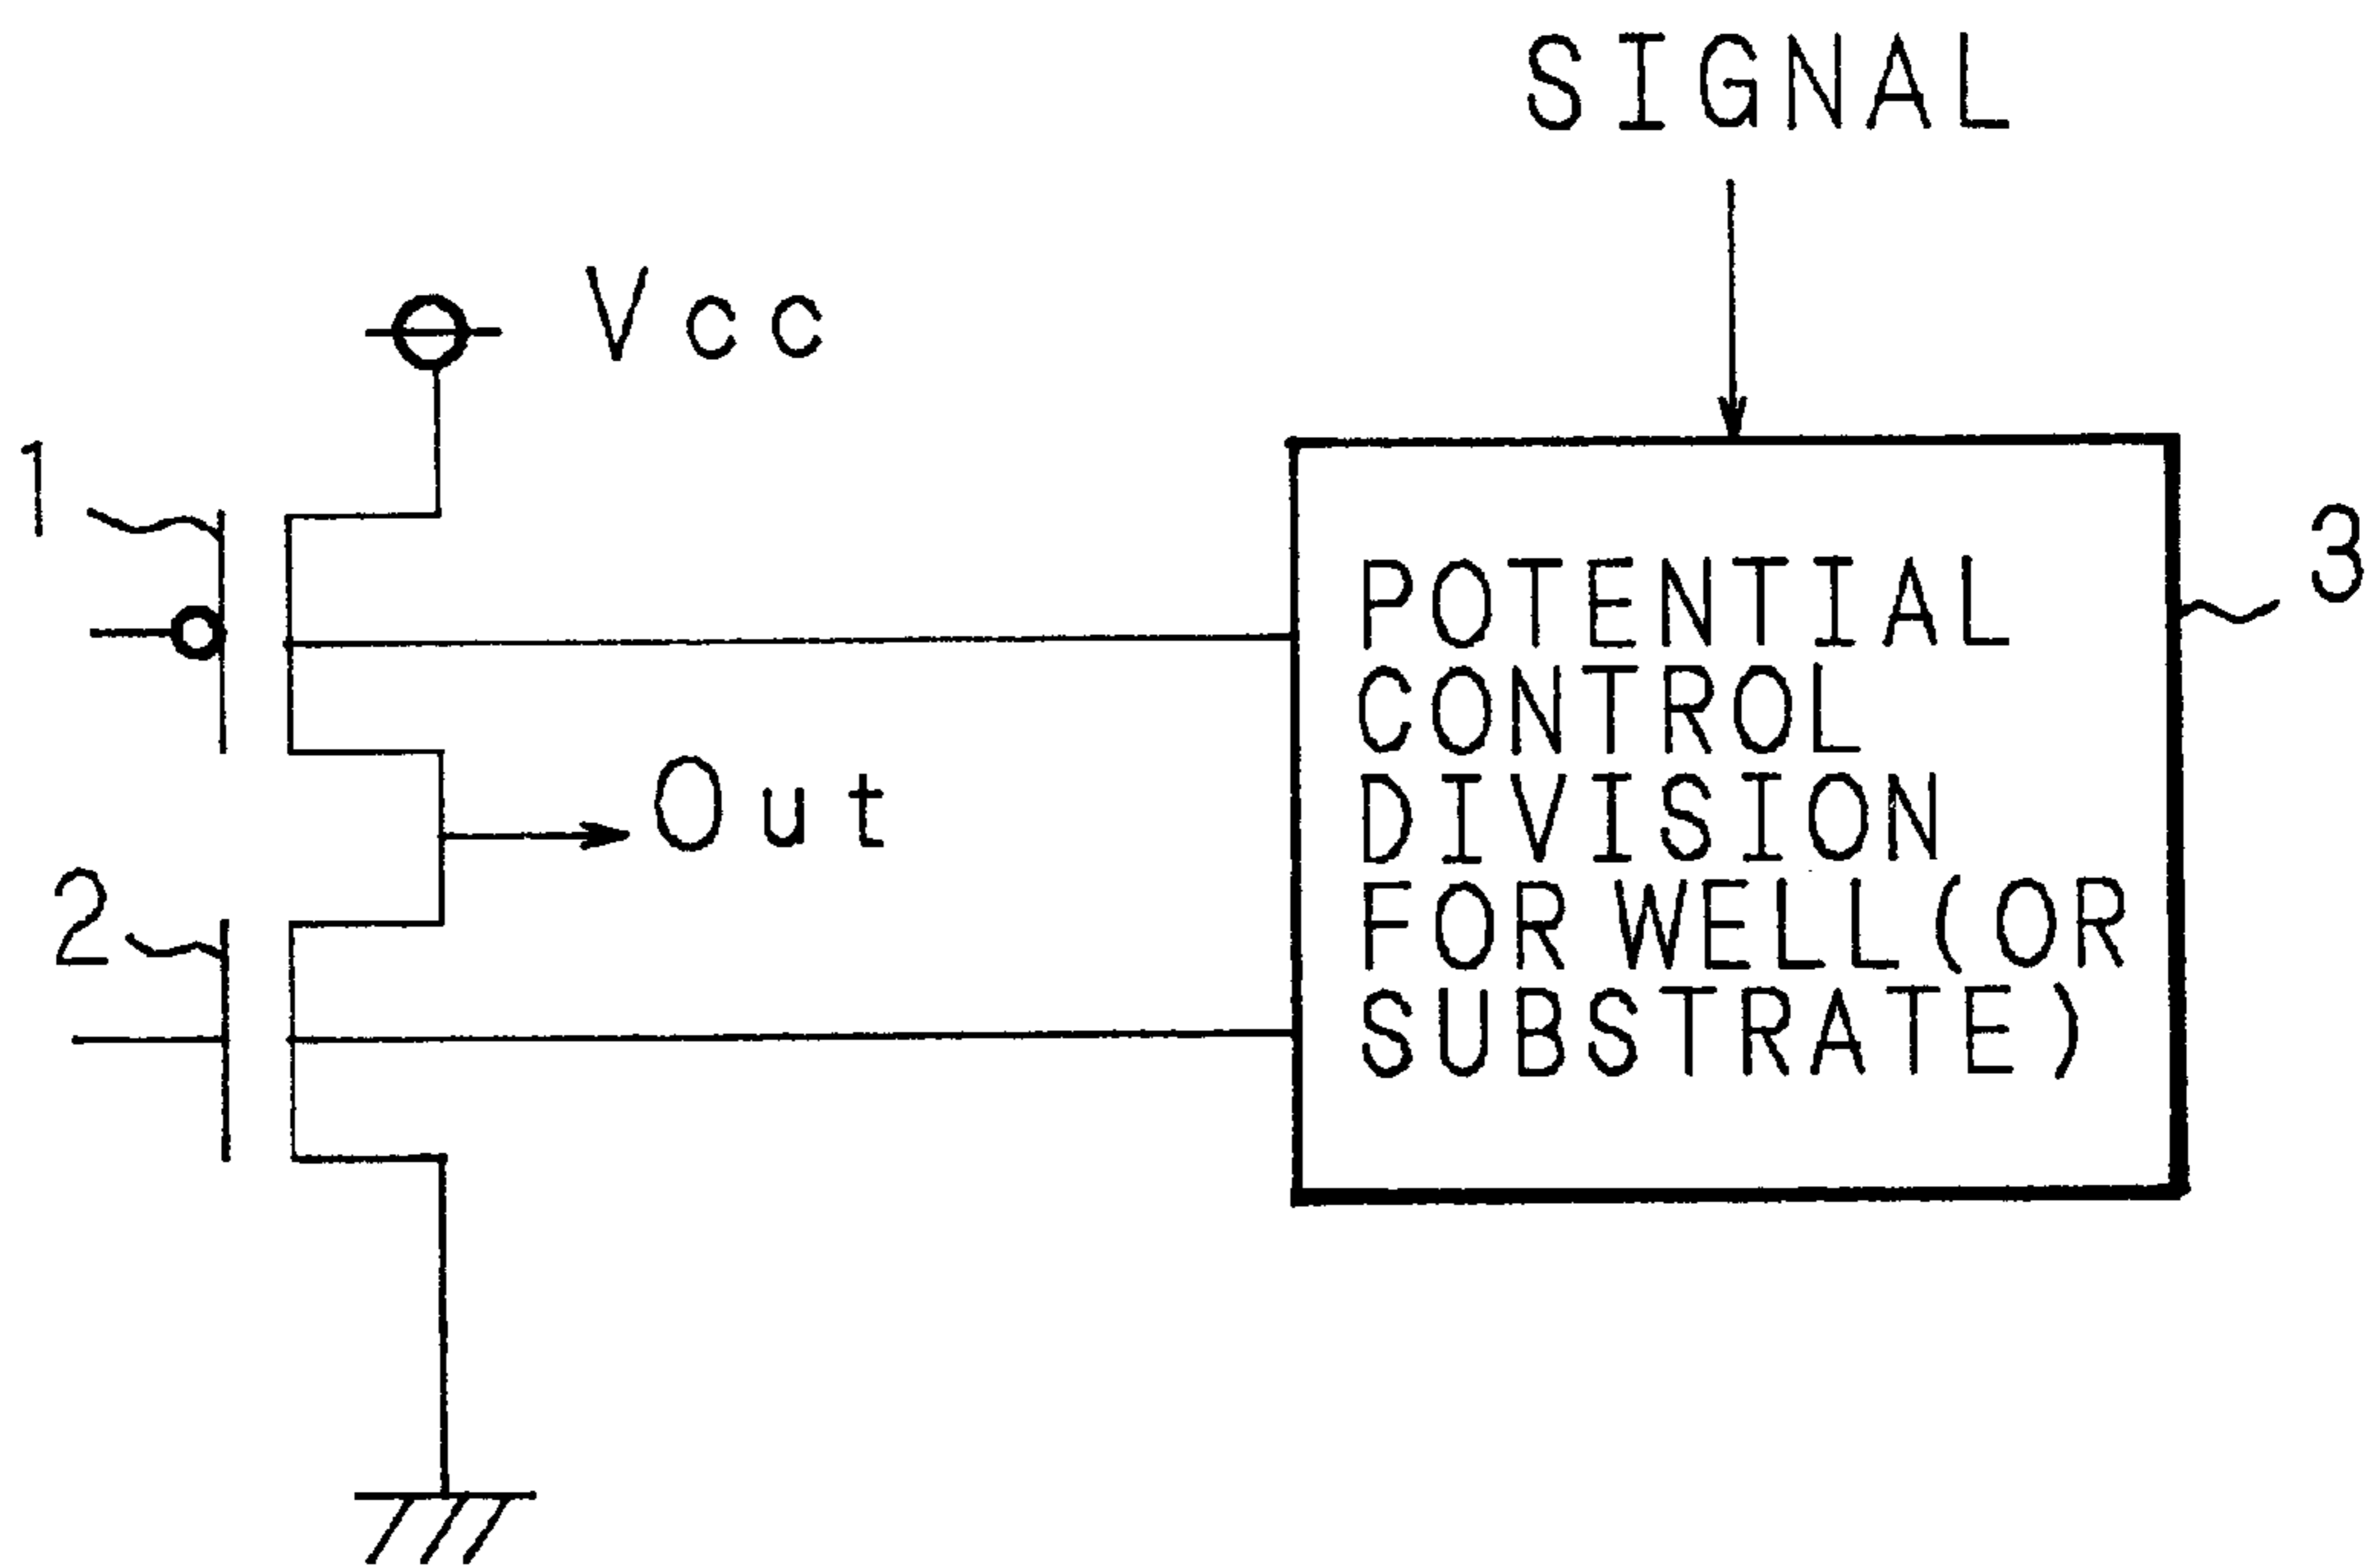 SIGNAL
Vcc
1
3
POTENTIAL
CONTROL
DIVISION
FOR WELL(OR
SUBSTRATE)
Out
2